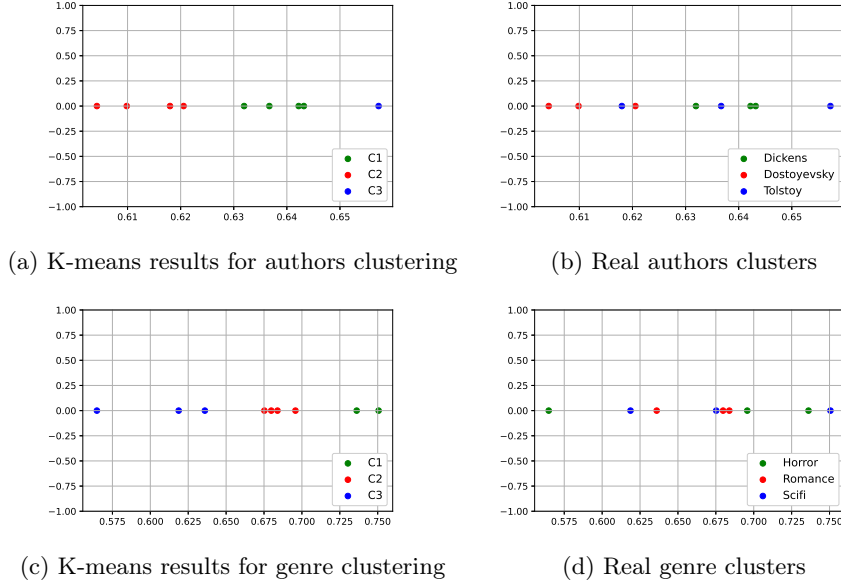 1.00
0.75
0.50
0.25
0.00
−0.25
−0.50
−0.75
−1.00
0.61 0.62 0.63 0.64 0.65
C1
C2
C3
(a) K-means results for authors clustering
1.00
0.75
0.50
0.25
0.00
−0.25
−0.50
−0.75
−1.00
0.61 0.62 0.63 0.64 0.65
Dickens
Dostoyevsky
Tolstoy
(b) Real authors clusters
1.00
0.75
0.50
0.25
0.00
−0.25
−0.50
−0.75
−1.00
0.575 0.600 0.625 0.650 0.675 0.700 0.725 0.750
C1
C2
C3
(c) K-means results for genre clustering
1.00
0.75
0.50
0.25
0.00
−0.25
−0.50
−0.75
−1.00
0.575 0.600 0.625 0.650 0.675 0.700 0.725 0.750
Horror
Romance
Scifi
(d) Real genre clusters